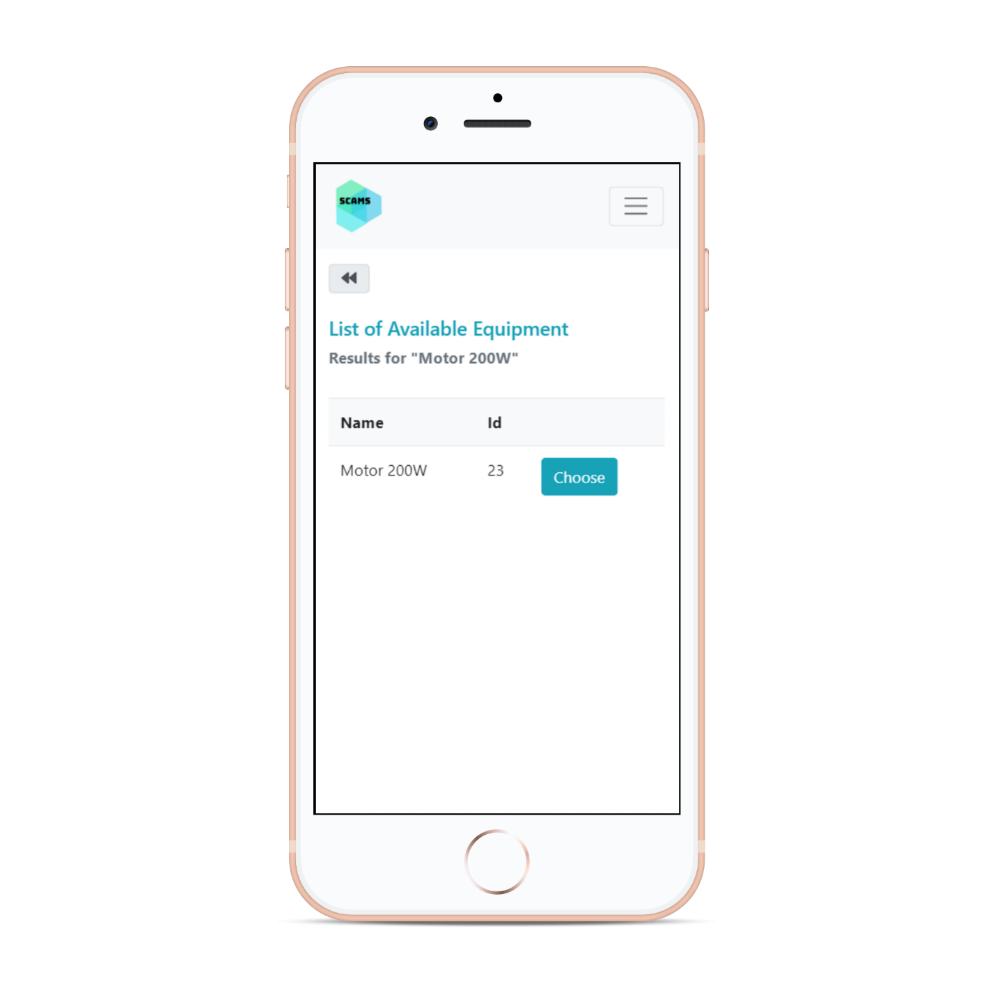 SCAMS
List of Available Equipment
Results for "Motor 200W"
Name Id
Motor 200W 23 Choose